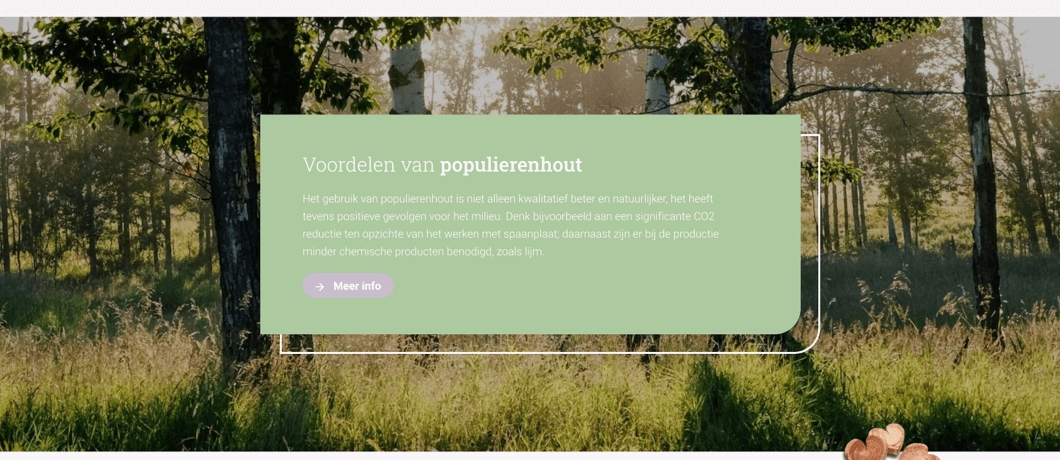 Voordelen van populierenhout
Het gebruik van populierenhout is niet alleen kwalitatief beter en natuurlijker, het heeft
tevens positieve gevolgen voor het milieu. Denk bijvoorbeeld aan een significante CO2
reductie ten opzichte van het werken met spaanplaat; daarnaast zijn er bij de productie
minder chemische producten benodigd, zoals lijm.
→ Meer info